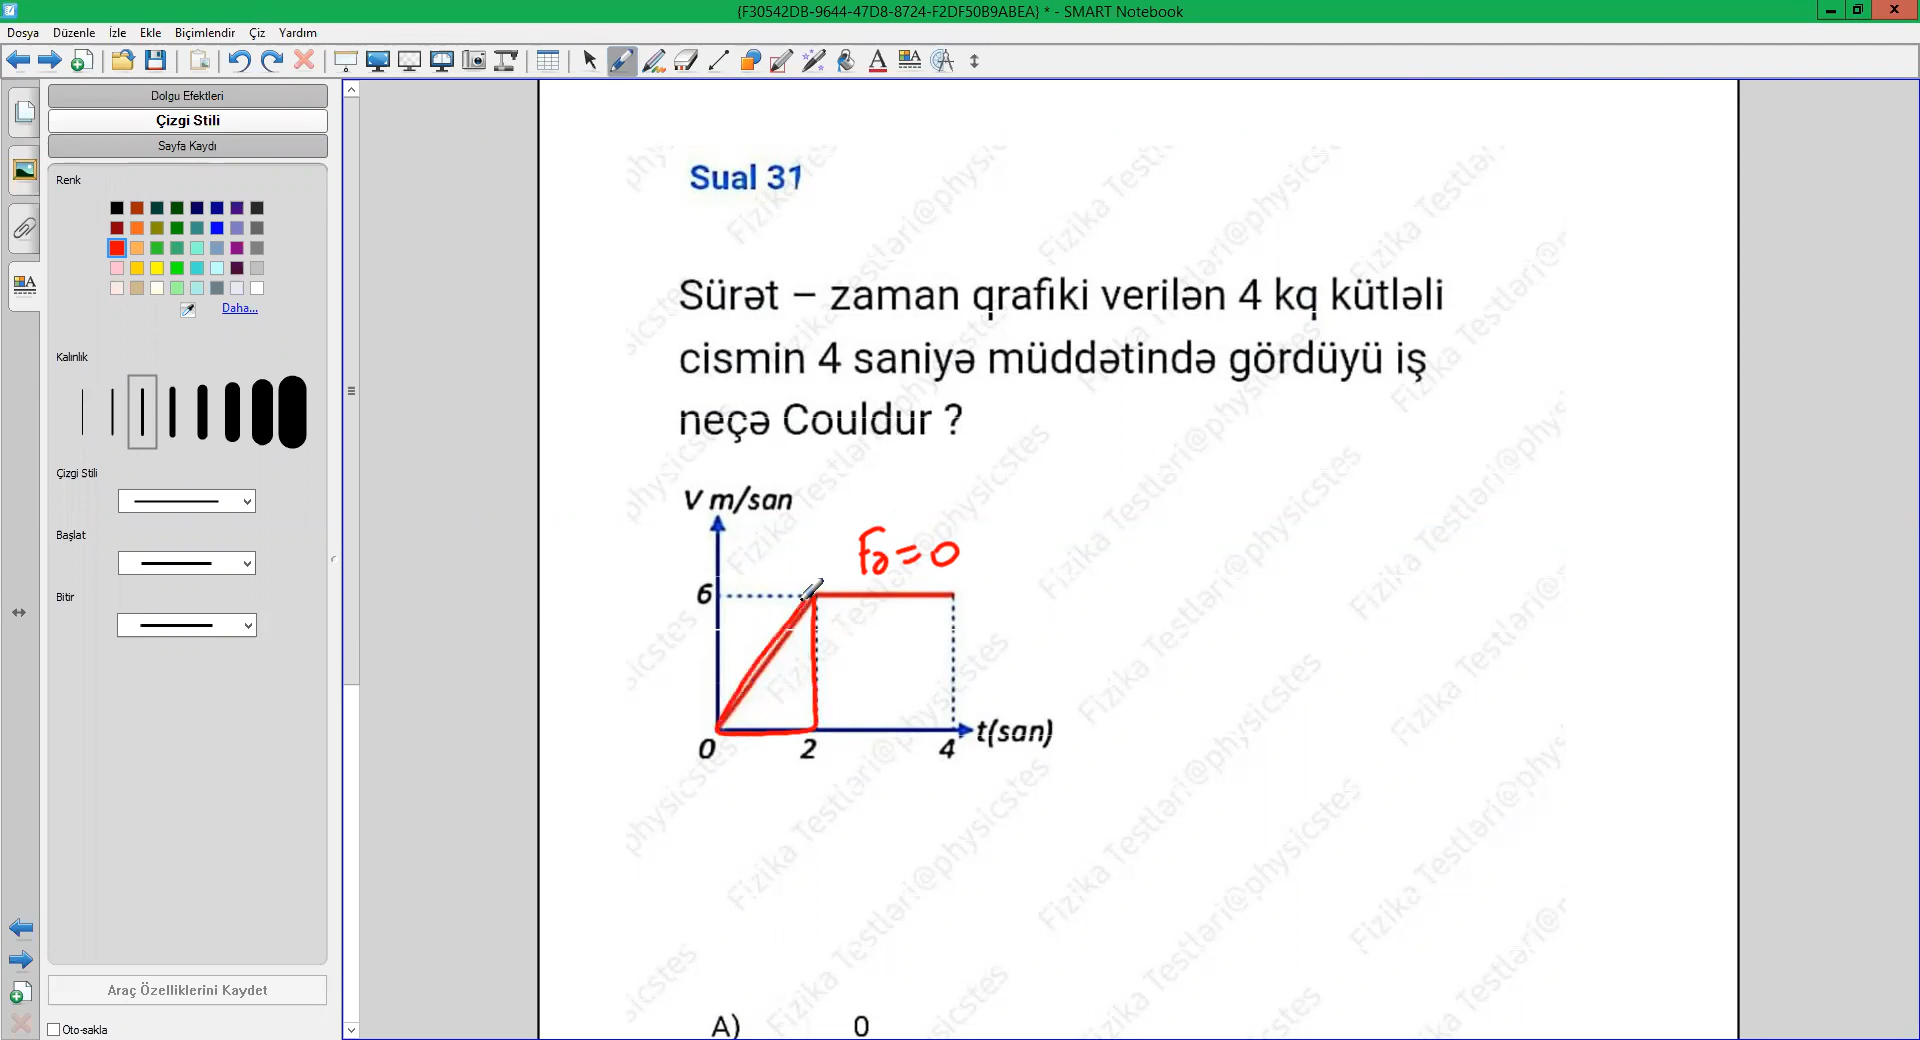 {F30542DB-9644-47D8-8724-F2DF50B9ABEA} * - SMART Notebook
Dosya Düzenle İzle Ekle Biçimlendir Çiz Yardım
Dolgu Efektleri
Çizgi Stili
Sayfa Kaydı
Renk
Daha...
Kalınlık
Çizgi Stili
Başlat
Bitir
Araç Özelliklerini Kaydet
Oto-sakla
Sual 31
Sürət – zaman qrafiki verilən 4 kq kütləli
cismin 4 saniyə müddətində gördüyü iş
neçə Couldur ?
V m/san
Fə=0
6
t(san)
0 2 4
A) 0
Fizika Testləri@physicstes